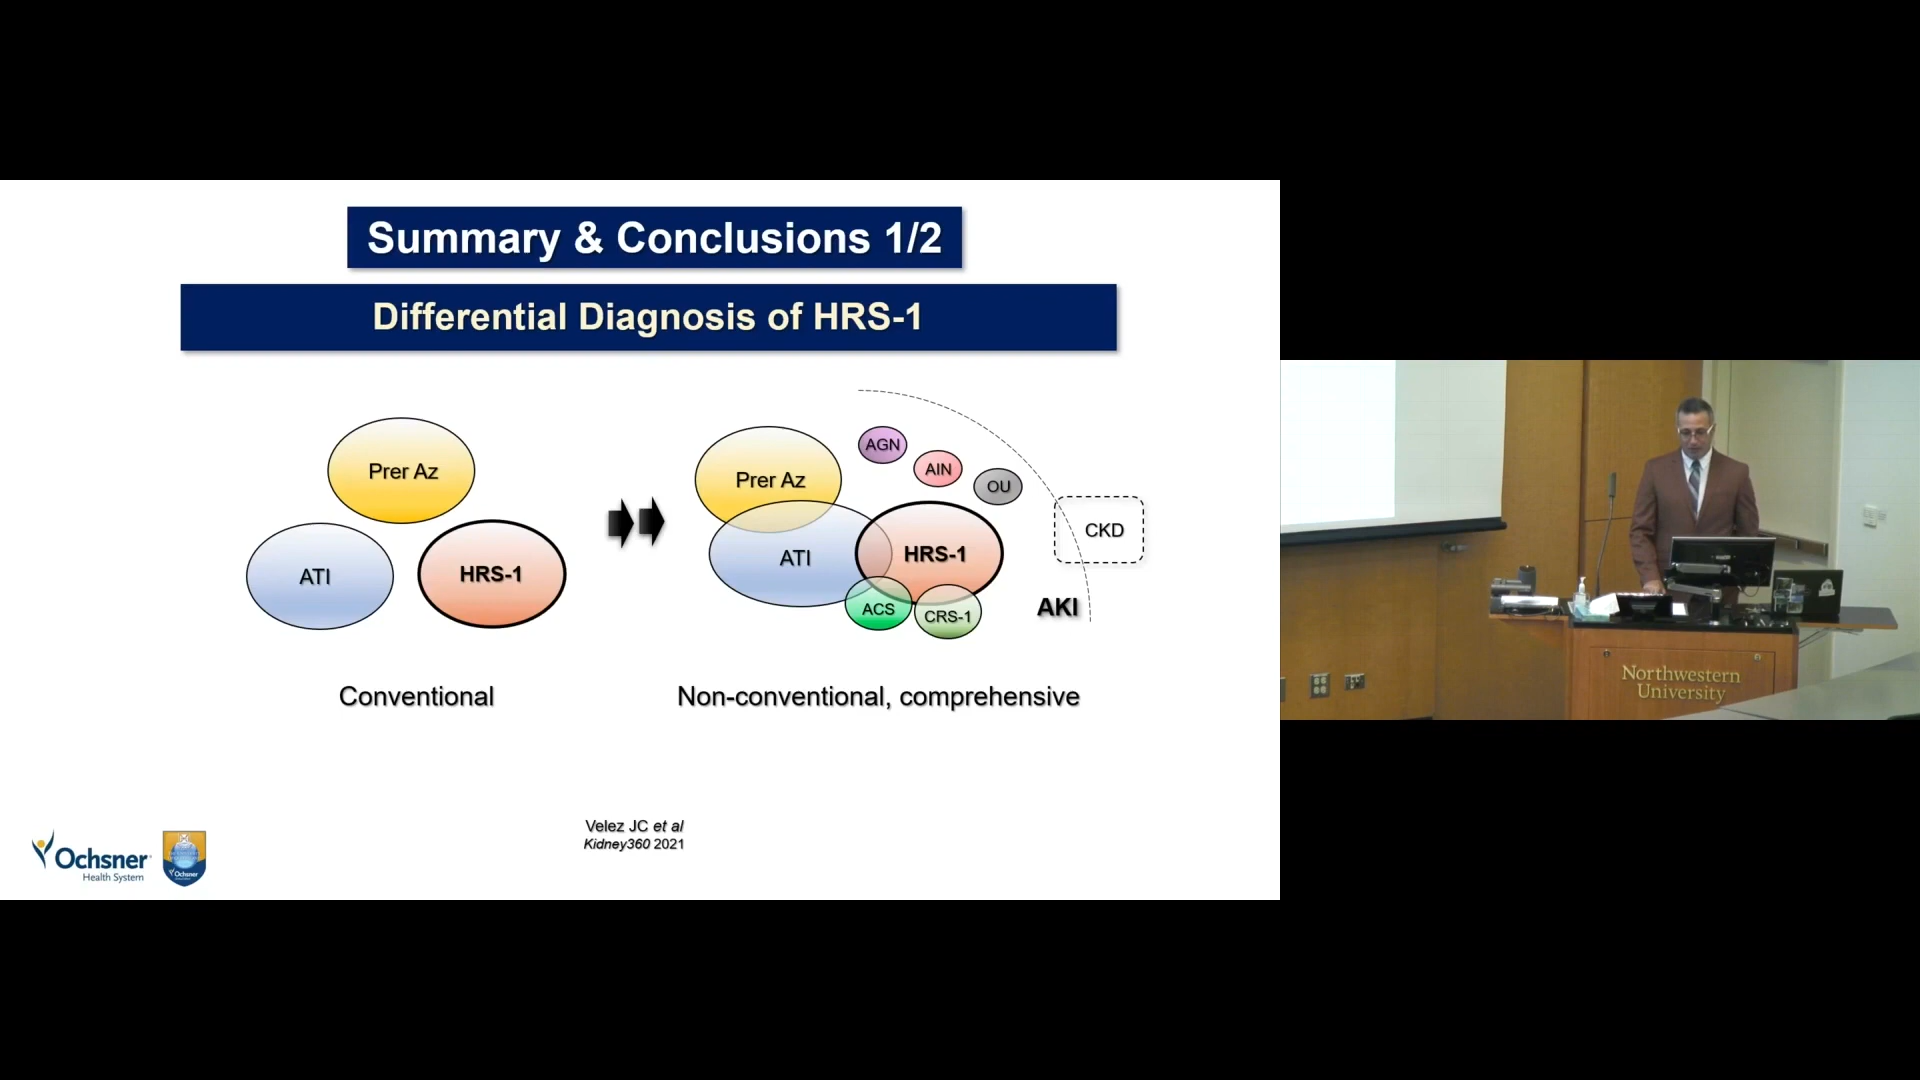 Summary & Conclusions 1/2
Differential Diagnosis of HRS-1
Prer Az
ATI
HRS-1
Conventional
Prer Az
AGN
AIN
OU
ATI
HRS-1
CKD
ACS
CRS-1
AKI
Non-conventional, comprehensive
Velez JC et al
Kidney360 2021
Ochsner
Health System
Ochsner
Northwestern
University